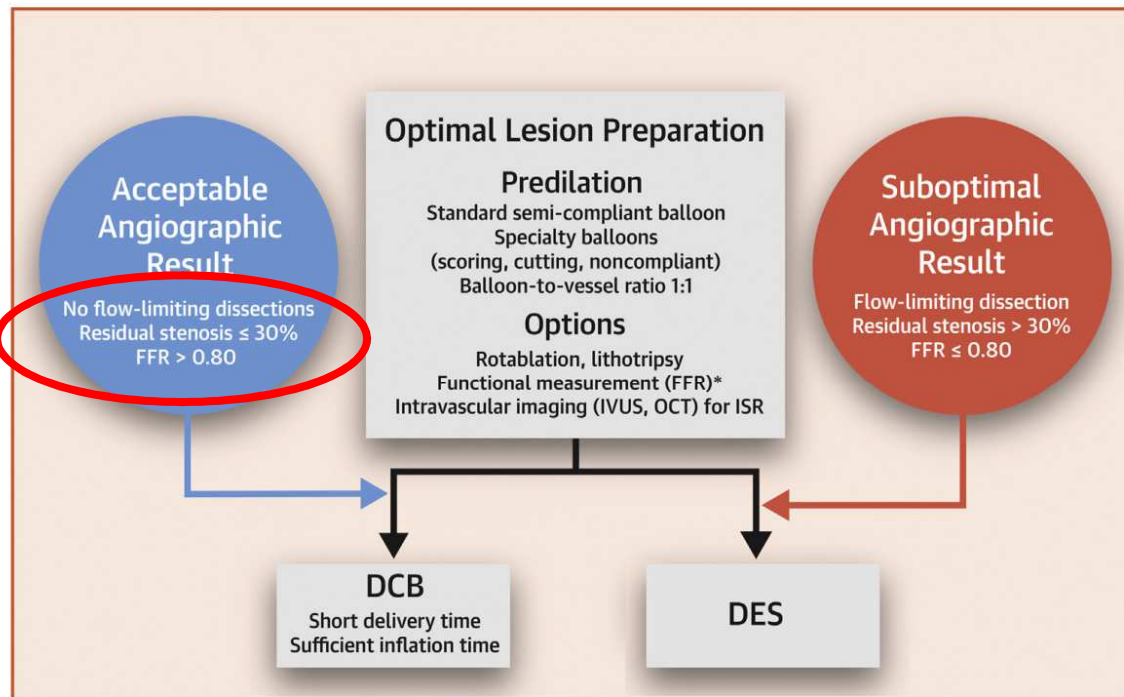 Acceptable
Angiographic
Result
No flow-limiting dissections
Residual stenosis ≤ 30%
FFR > 0.80
Optimal Lesion Preparation
Predilation
Standard semi-compliant balloon
Specialty balloons
(scoring, cutting, noncompliant)
Balloon-to-vessel ratio 1:1
Options
Rotablation, lithotripsy
Functional measurement (FFR)*
Intravascular imaging (IVUS, OCT) for ISR
Suboptimal
Angiographic
Result
Flow-limiting dissection
Residual stenosis > 30%
FFR ≤ 0.80
DCB
Short delivery time
Sufficient inflation time
DES